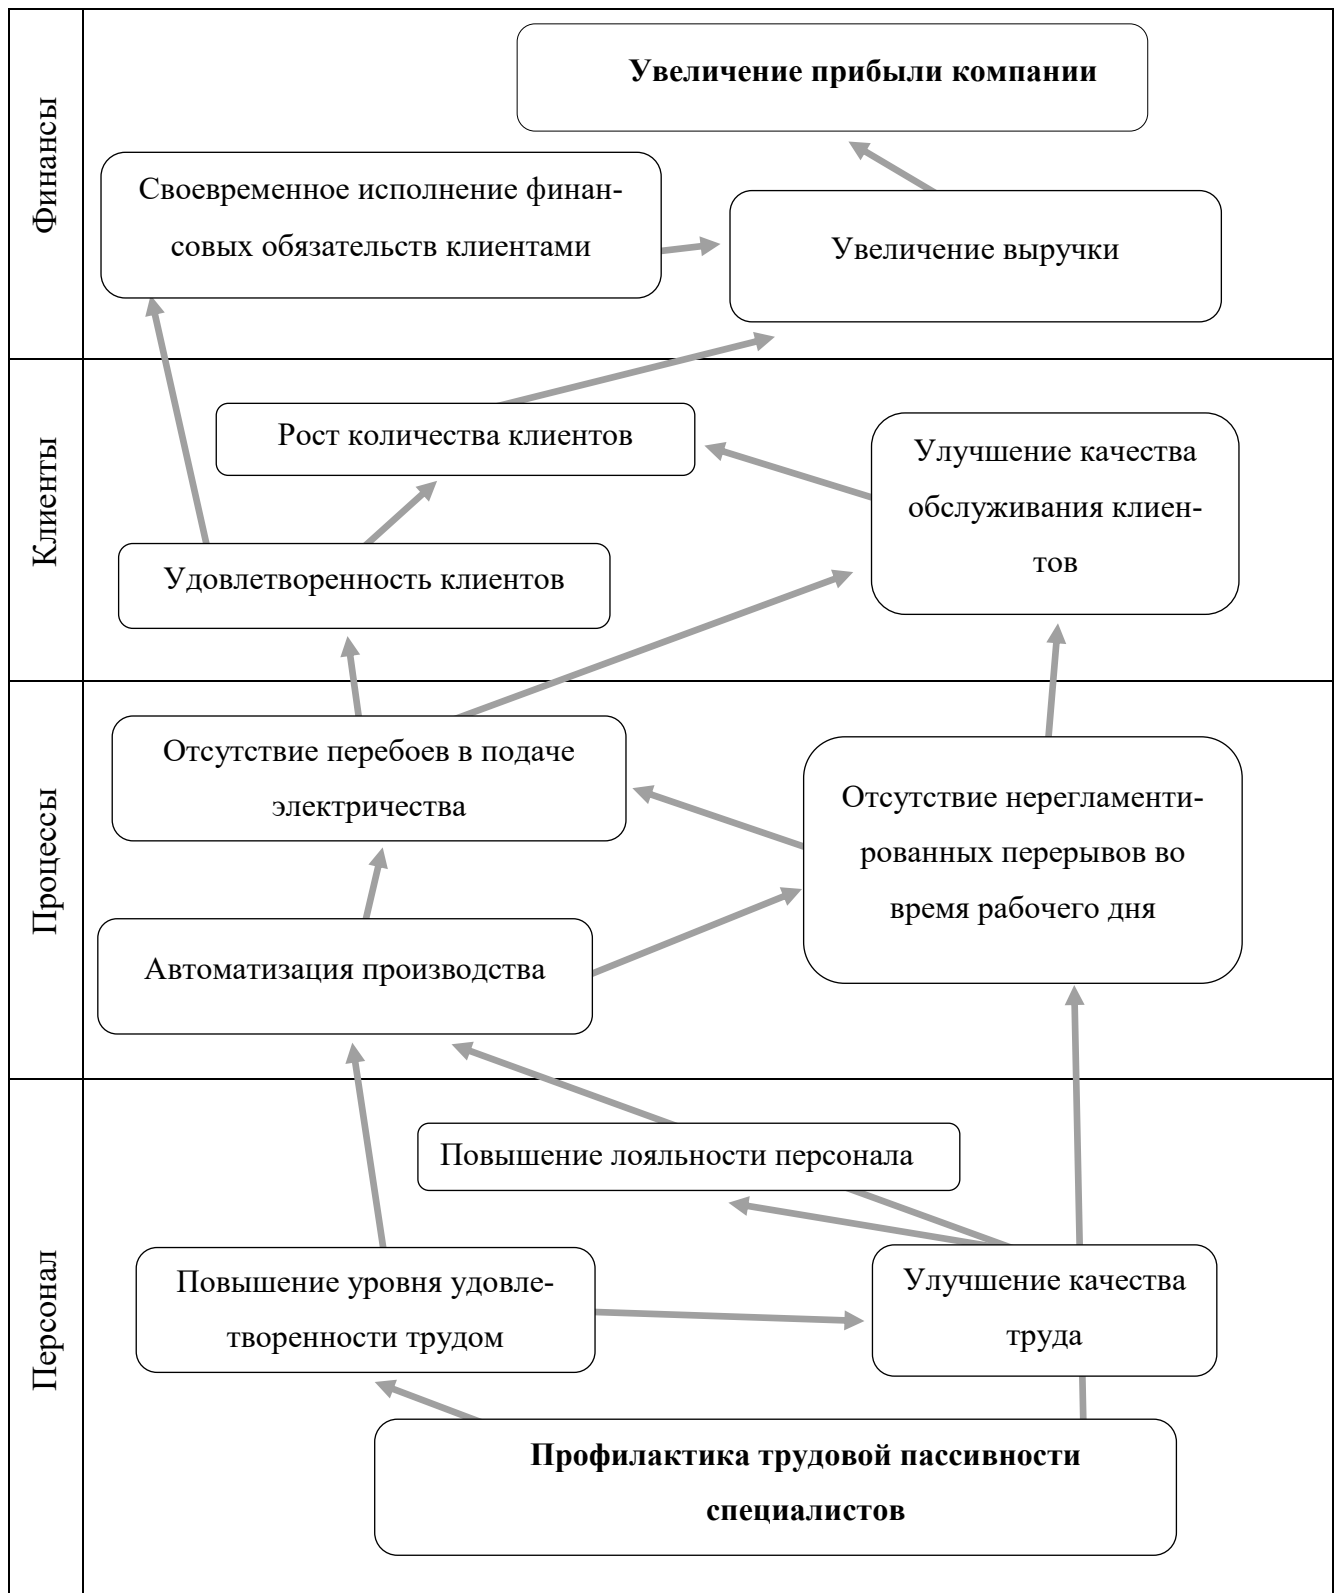 Финансы
Увеличение прибыли компании
Своевременное исполнение финан-
совых обязательств клиентами
Увеличение выручки
Клиенты
Рост количества клиентов
Улучшение качества
обслуживания клиен-
тов
Удовлетворенность клиентов
Процессы
Отсутствие перебоев в подаче
электричества
Отсутствие нерегламенти-
рованных перерывов во
время рабочего дня
Автоматизация производства
Персонал
Повышение лояльности персонала
Повышение уровня удовле-
творенности трудом
Улучшение качества
труда
Профилактика трудовой пассивности
специалистов